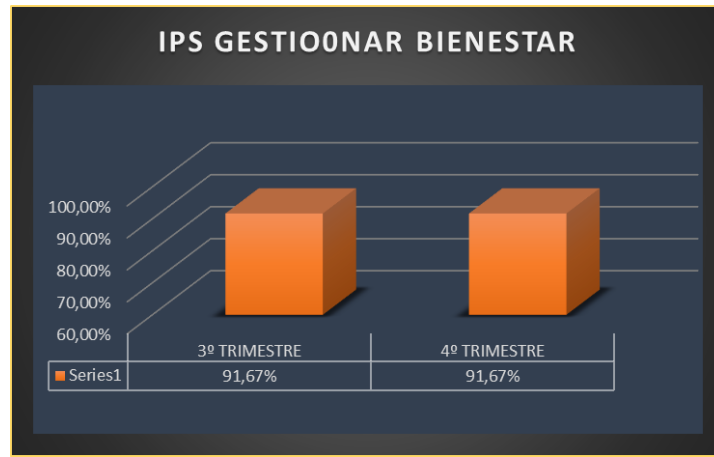 IPS GESTIO0NAR BIENESTAR
100,00%
90,00%
80,00%
70,00%
60,00%
3º TRIMESTRE 4º TRIMESTRE
Series1 91,67% 91,67%